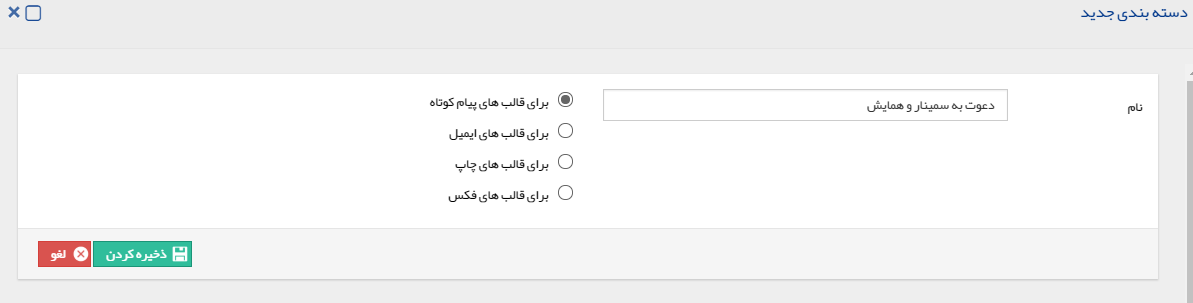 دسته بندی جدید
نام
دعوت به سمینار و همایش
برای قالب های پیام کوتاه
برای قالب های ایمیل
برای قالب های چاپ
برای قالب های فکس
ذخیره کردن
لغو